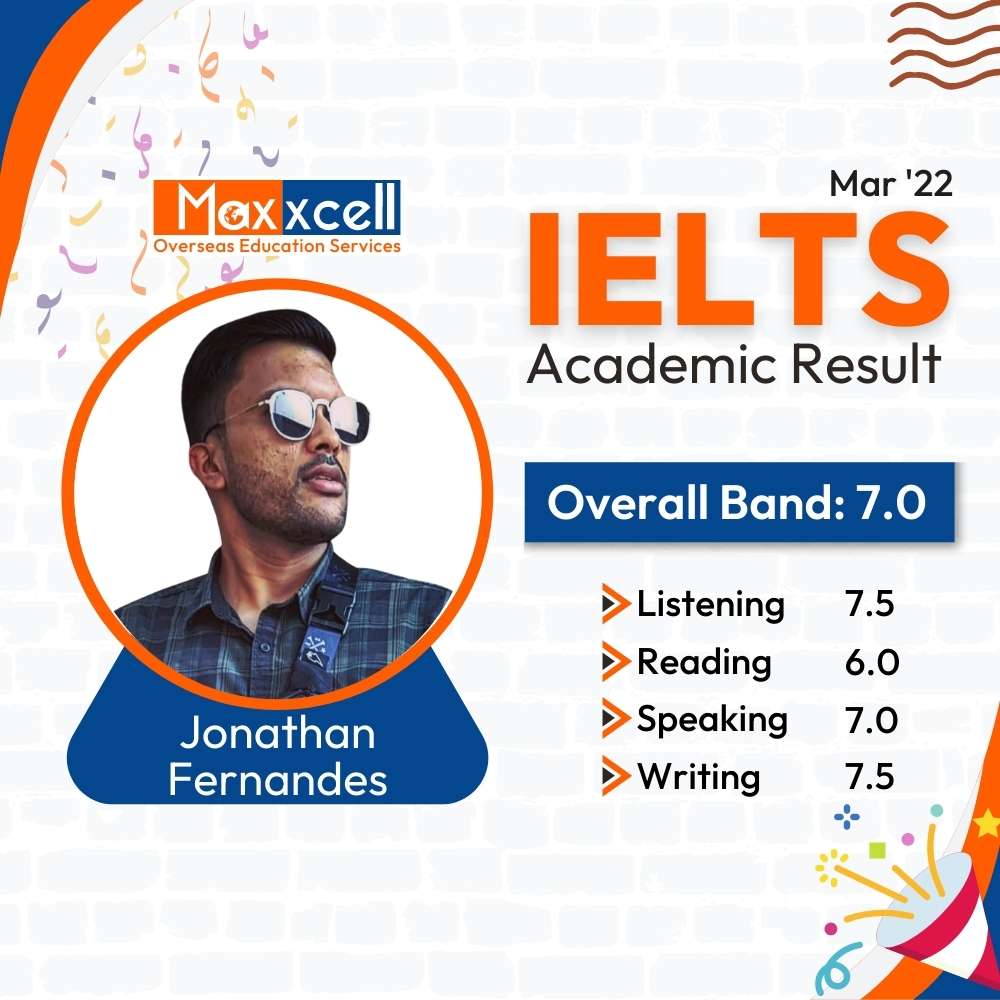 Maxxcell
Overseas Education Services
Mar '22
IELTS
Academic Result
Overall Band: 7.0
Listening 7.5
Reading 6.0
Speaking 7.0
Writing 7.5
Jonathan
Fernandes